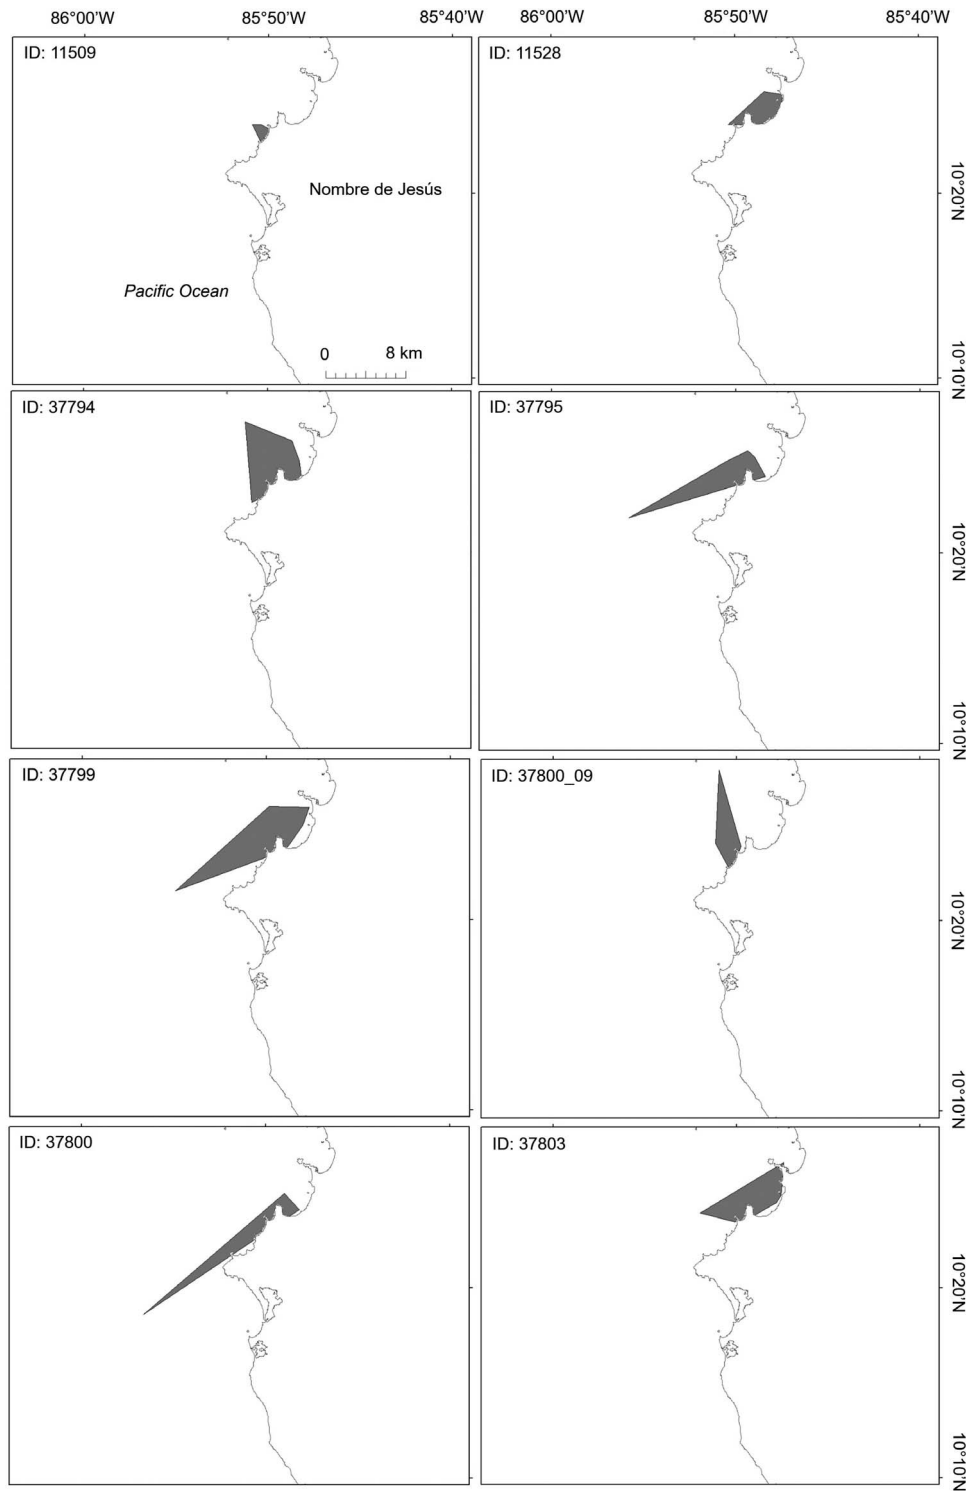 86°00'W 85°50'W 85°40'W 86°00'W 85°50'W 85°40'W
ID: 11509
ID: 11528
Nombre de Jesús
10°20'N
Pacific Ocean
0 8 km
10°10'N
ID: 37794
ID: 37795
10°20'N
10°10'N
ID: 37799
ID: 37800_09
10°20'N
10°10'N
ID: 37800
ID: 37803
10°20'N
10°10'N